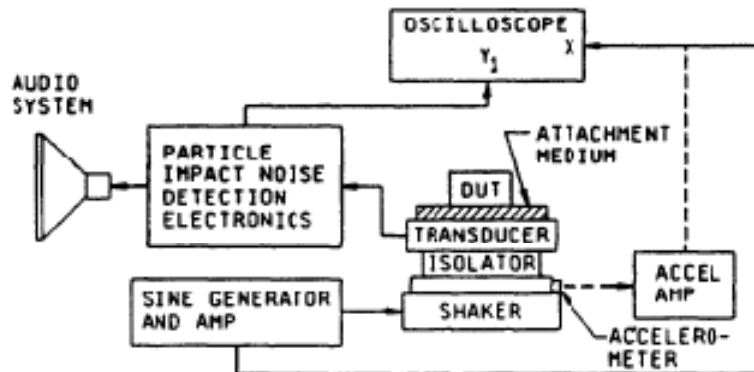 OSCILLOSCOPE
Y1
X
AUDIO
SYSTEM
PARTICLE
IMPACT NOISE
DETECTION
ELECTRONICS
ATTACHMENT
MEDIUM
DUT
TRANSDUCER
ISOLATOR
SHAKER
SINE GENERATOR
AND AMP
ACCEL
AMP
ACCELERO-
METER